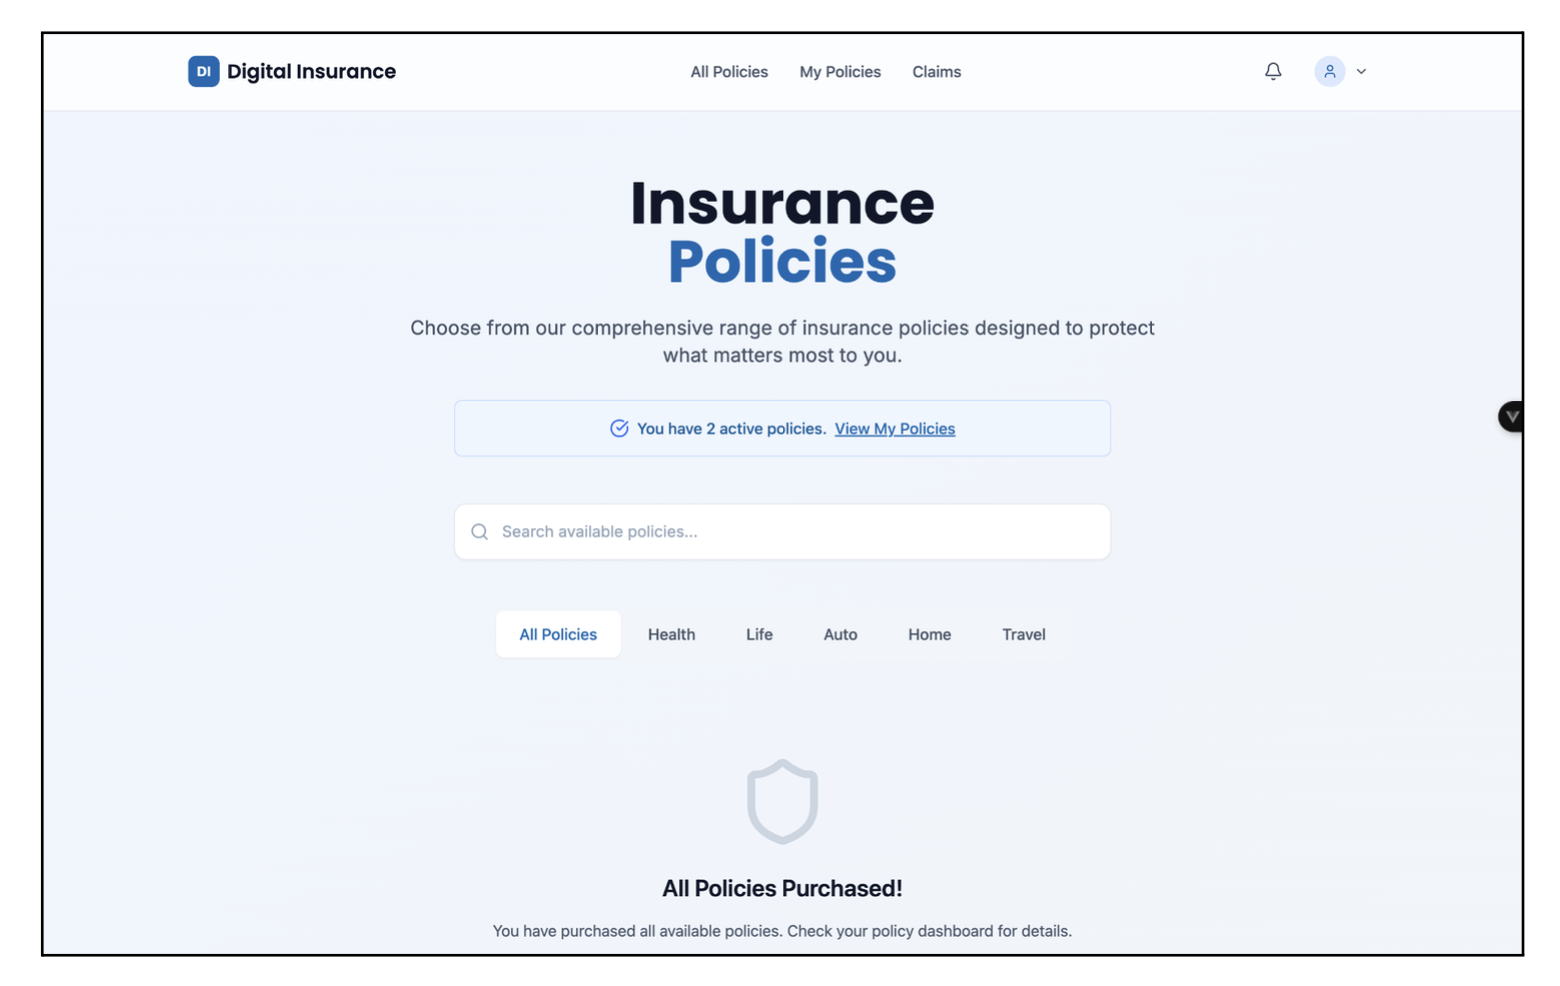 DI Digital Insurance
All Policies My Policies Claims
Insurance
Policies
Choose from our comprehensive range of insurance policies designed to protect
what matters most to you.
You have 2 active policies. View My Policies
Search available policies...
All Policies Health Life Auto Home Travel
All Policies Purchased!
You have purchased all available policies. Check your policy dashboard for details.